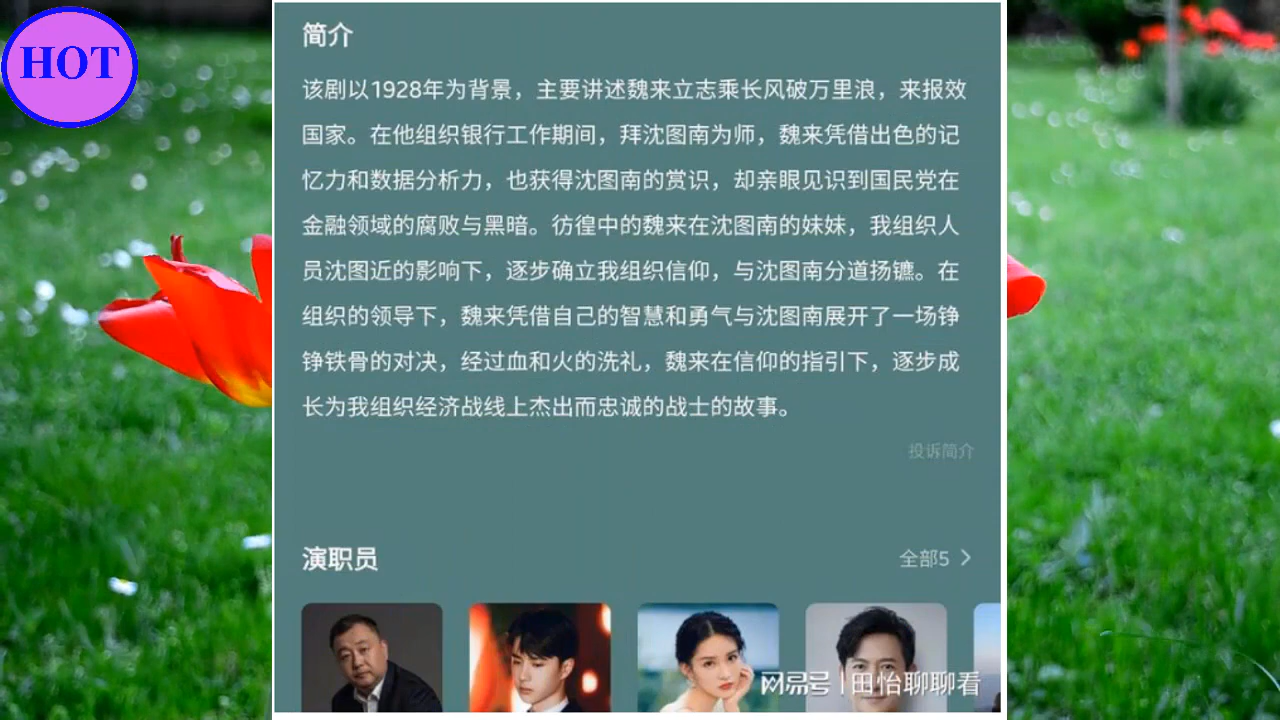 HOT
简介
该剧以1928年为背景，主要讲述魏来立志乘长风破万里浪，来报效
国家。在他组织银行工作期间，拜沈图南为师，魏来凭借出色的记
忆力和数据分析力，也获得沈图南的赏识，却亲眼见识到国民党在
金融领域的腐败与黑暗。彷徨中的魏来在沈图南的妹妹，我组织人
员沈图近的影响下，逐步确立我组织信仰，与沈图南分道扬镳。在
组织的领导下，魏来凭借自己的智慧和勇气与沈图南展开了一场铮
铮铁骨的对决，经过血和火的洗礼，魏来在信仰的指引下，逐步成
长为我组织经济战线上杰出而忠诚的战士的故事。
投诉简介
演职员
全部5
网易号 | 田怡聊聊看